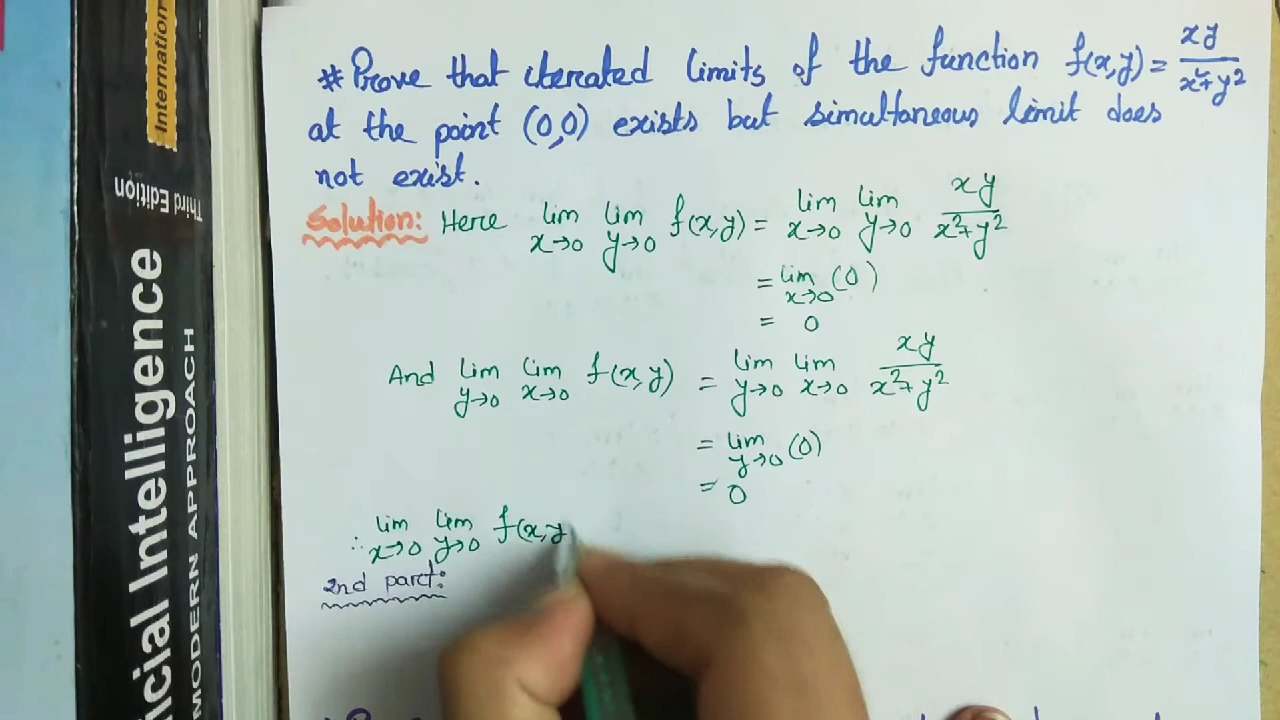 # Prove that iterated limits of the function f(x,y) = xy / x²+y²
at the point (0,0) exists but simultaneous limit does
not exist.
Solution: Here lim x→0 lim y→0 f(x,y) = lim x→0 lim y→0 xy / x²+y²
= lim x→0 (0)
= 0
And lim y→0 lim x→0 f(x,y) = lim y→0 lim x→0 xy / x²+y²
= lim y→0 (0)
= 0
∴ lim x→0 lim y→0 f(x,y
2nd part:
International
Third Edition
ficial Intelligence
MODERN APPROACH